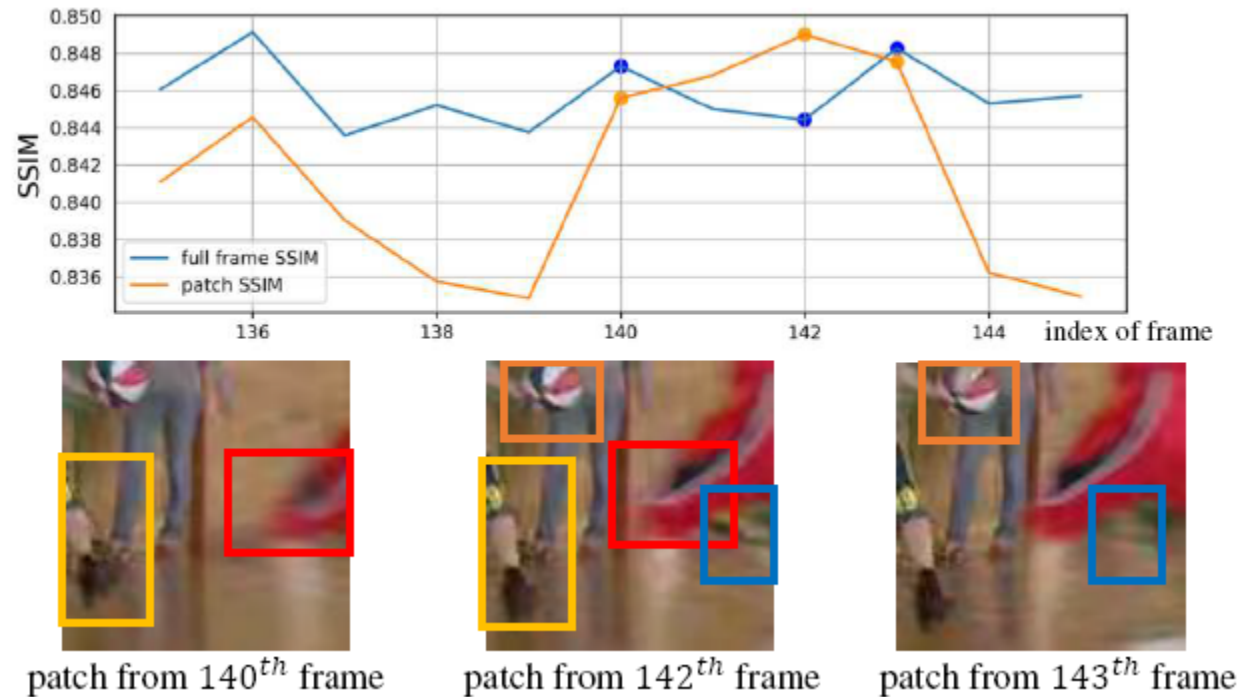 0.850
0.848
0.846
0.844
0.842
0.840
0.838
0.836
SSIM
full frame SSIM
patch SSIM
136 138 140 142 144 index of frame
patch from 140th frame patch from 142th frame patch from 143th frame